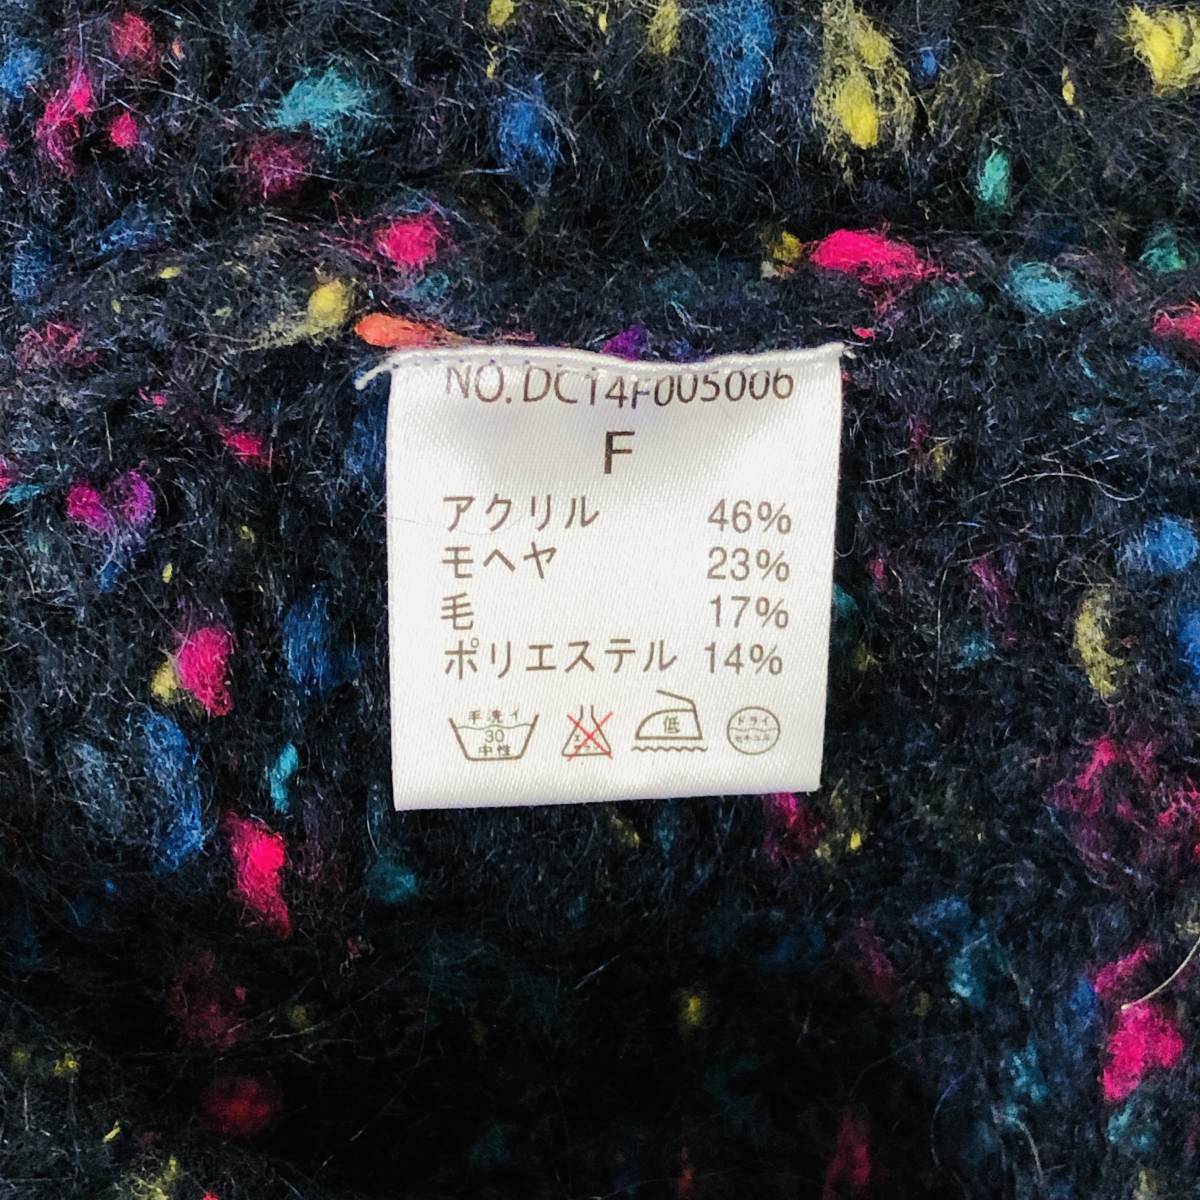 NO.DC14F005006
F
アクリル 46%
モヘヤ 23%
毛 17%
ポリエステル 14%
手洗イ
30
中性
低
ドライ
セキユ系